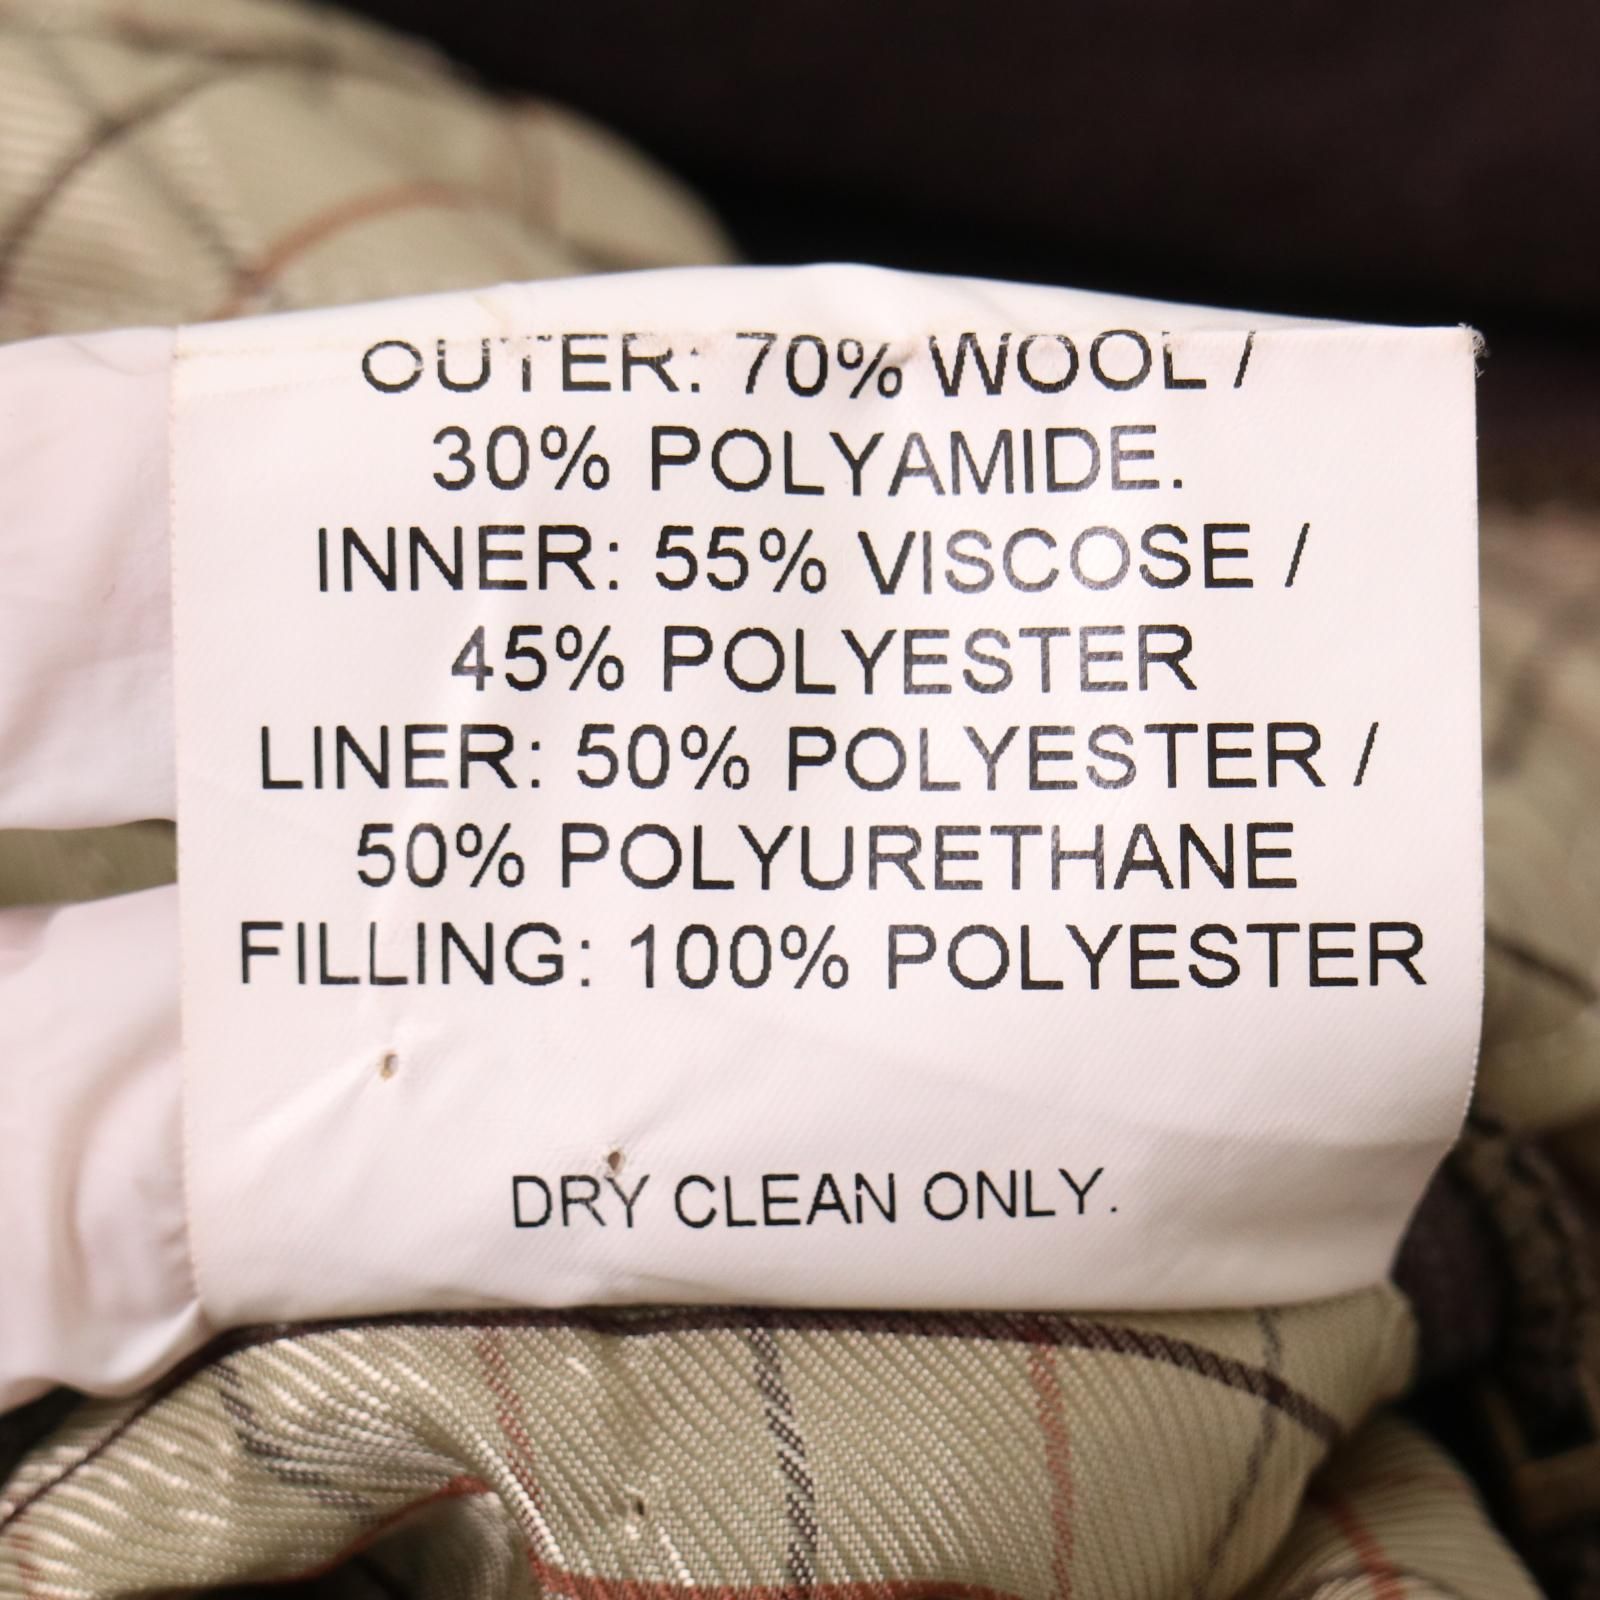 OUTER: 70% WOOL /
30% POLYAMIDE.
INNER: 55% VISCOSE /
45% POLYESTER
LINER: 50% POLYESTER /
50% POLYURETHANE
FILLING: 100% POLYESTER
DRY CLEAN ONLY.